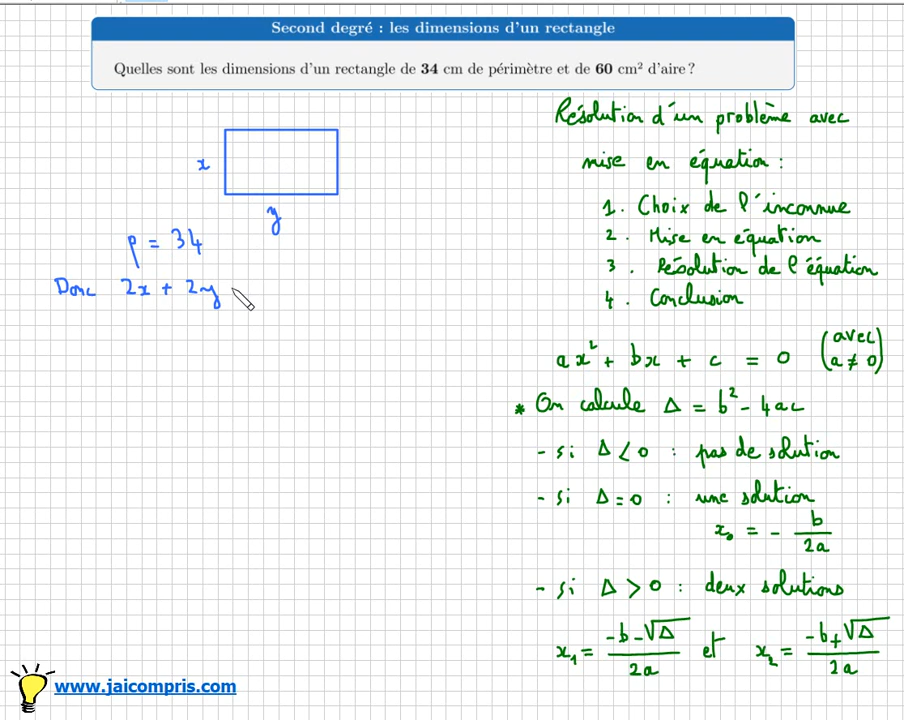 Second degré : les dimensions d'un rectangle
Quelles sont les dimensions d'un rectangle de 34 cm de périmètre et de 60 cm² d'aire ?
x
y
P = 34
Donc 2x + 2y
Résolution d'un problème avec
mise en équation :
1. Choix de l'inconnue
2. Mise en équation
3. Résolution de l'équation
4. Conclusion
ax² + bx + c = 0 (avec a ≠ 0)
* On calcule Δ = b² - 4ac
- si Δ < 0 : pas de solution
- si Δ = 0 : une solution
x₀ = - b/2a
- si Δ > 0 : deux solutions
x₁ = (-b-√Δ)/2a et x₂ = (-b+√Δ)/2a
www.jaicompris.com